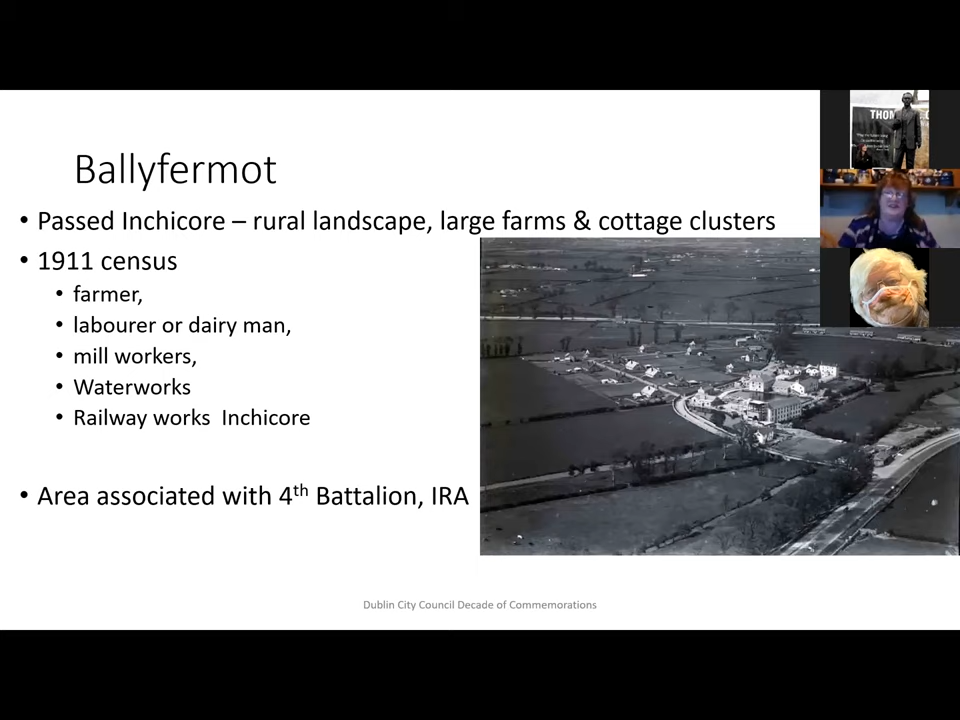 THOM
Ballyfermot
• Passed Inchicore – rural landscape, large farms & cottage clusters
• 1911 census
• farmer,
• labourer or dairy man,
• mill workers,
• Waterworks
• Railway works Inchicore
• Area associated with 4th Battalion, IRA
Dublin City Council Decade of Commemorations